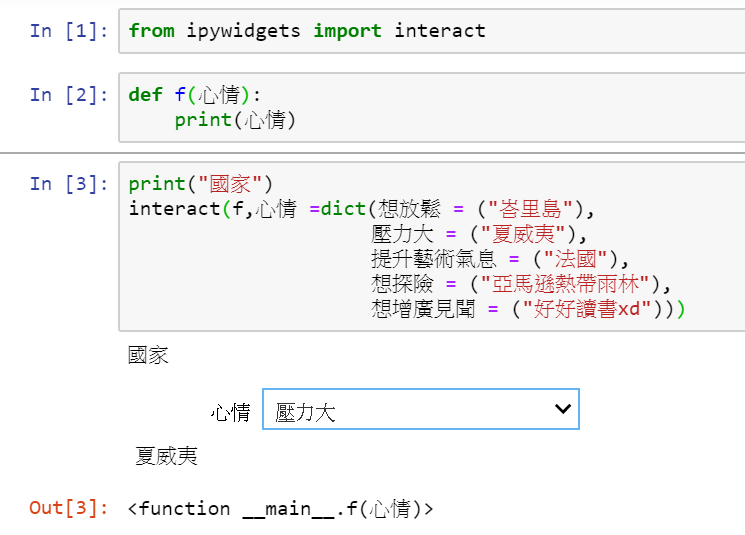 In [1]: from ipywidgets import interact
In [2]: def f(心情):
print(心情)
In [3]: print("國家")
interact(f,心情 =dict(想放鬆 = ("峇里島"),
壓力大 = ("夏威夷"),
提升藝術氣息 = ("法國"),
想探險 = ("亞馬遜熱帶雨林"),
想增廣見聞 = ("好好讀書xd")))
國家
心情 壓力大
夏威夷
Out[3]: <function __main__.f(心情)>